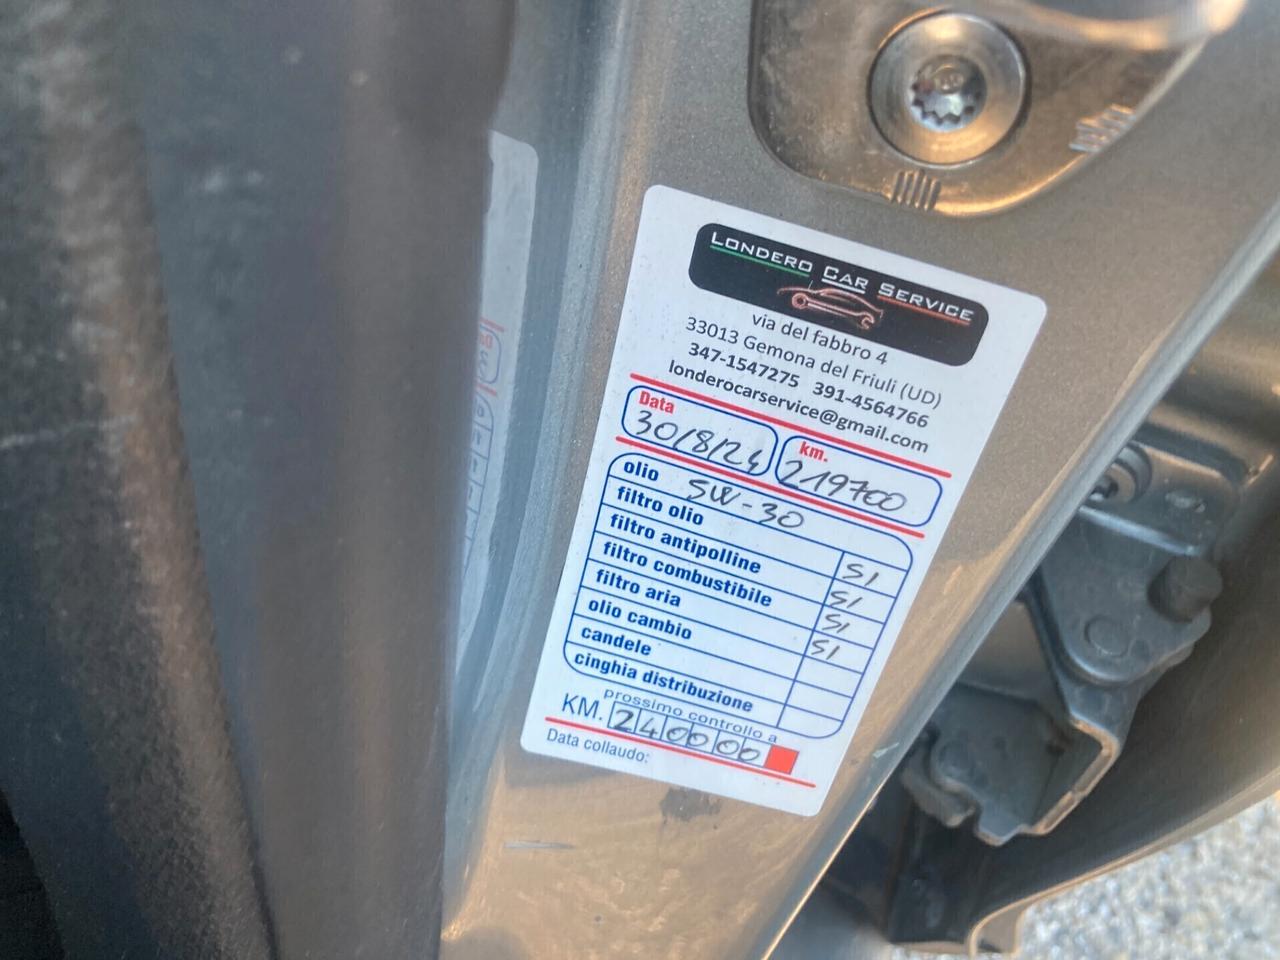 LONDERO CAR SERVICE
via del fabbro 4
33013 Gemona del Friuli (UD)
347-1547275 391-4564766
londerocarservice@gmail.com
Data 30/8/24 km. 219700
olio 5W-30
filtro olio SI
filtro antipolline SI
filtro combustibile SI
filtro aria SI
olio cambio
candele
cinghia distribuzione
prossimo controllo a
KM. 240000
Data collaudo: